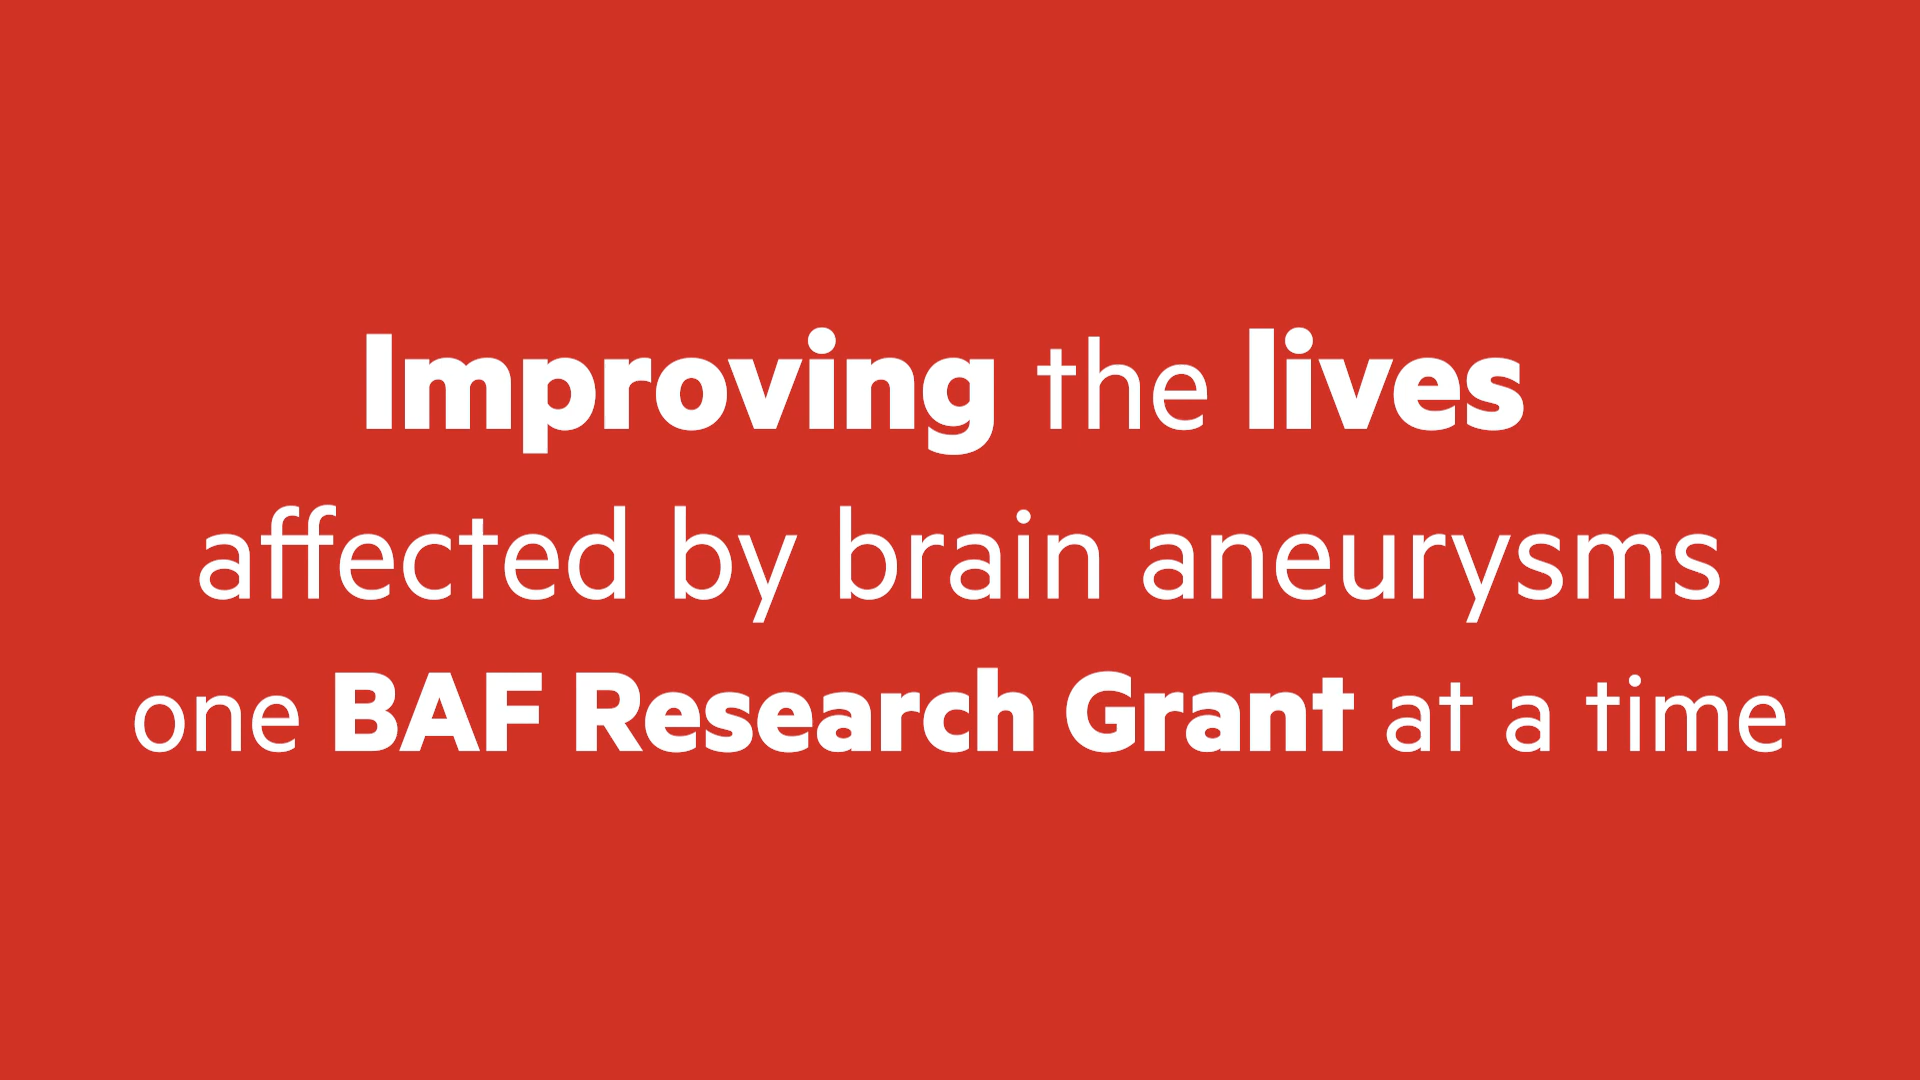 Improving the lives
affected by brain aneurysms
one BAF Research Grant at a time